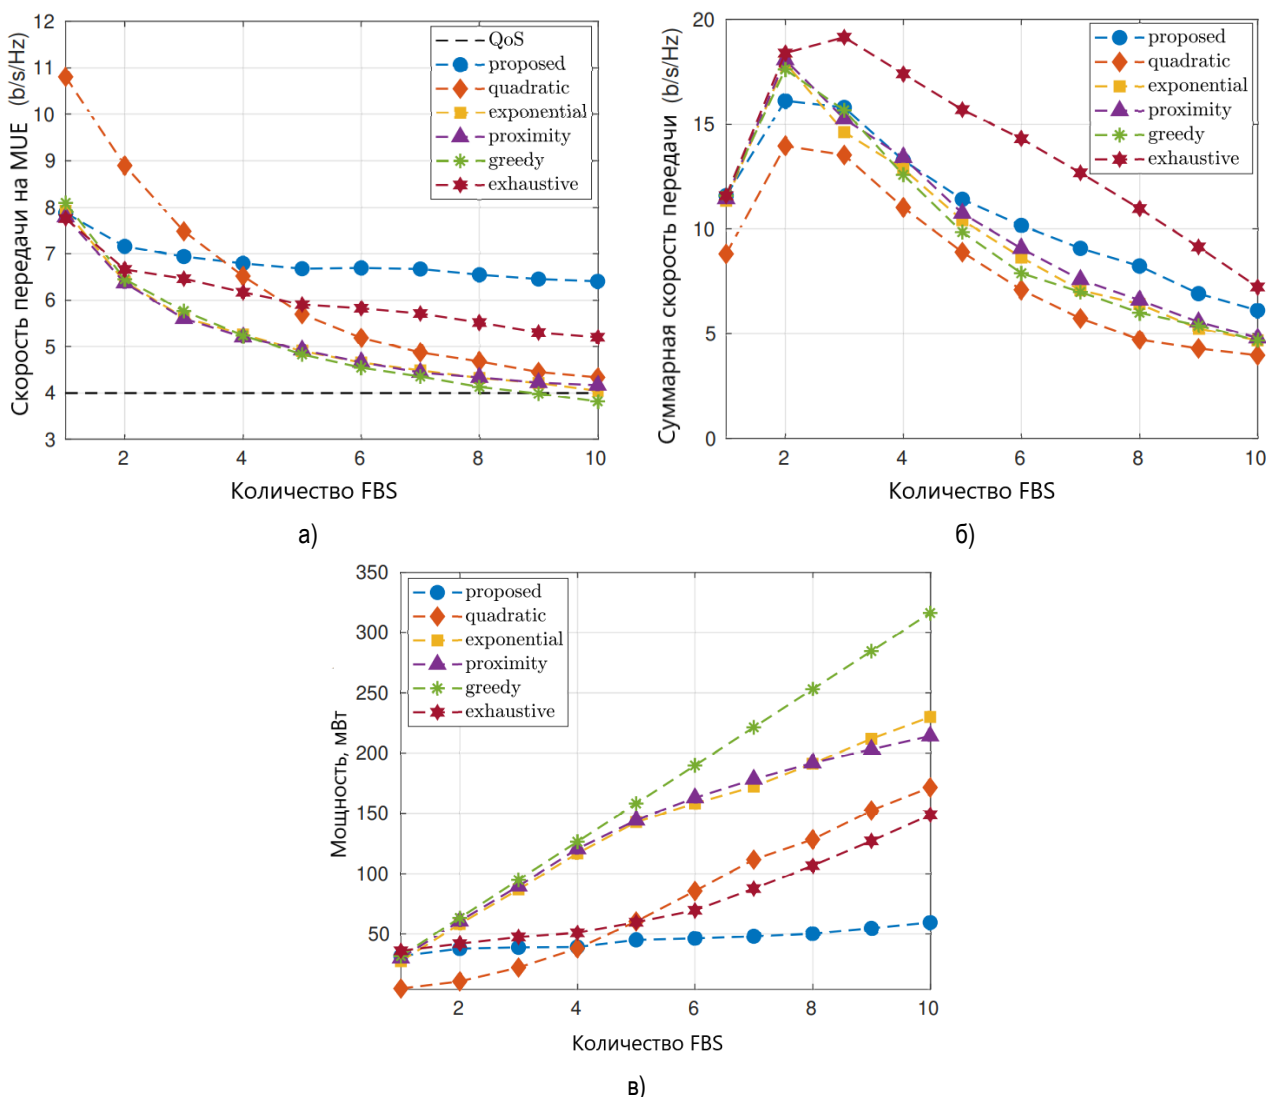 12
11
10
9
8
7
6
5
4
3
2
4
6
8
10
Скорость передачи на MUE (b/s/Hz)
Количество FBS
QoS
proposed
quadratic
exponential
proximity
greedy
exhaustive
а)
20
15
10
5
0
2
4
6
8
10
Суммарная скорость передачи (b/s/Hz)
Количество FBS
proposed
quadratic
exponential
proximity
greedy
exhaustive
б)
350
300
250
200
150
100
50
2
4
6
8
10
Мощность, мВт
Количество FBS
proposed
quadratic
exponential
proximity
greedy
exhaustive
в)